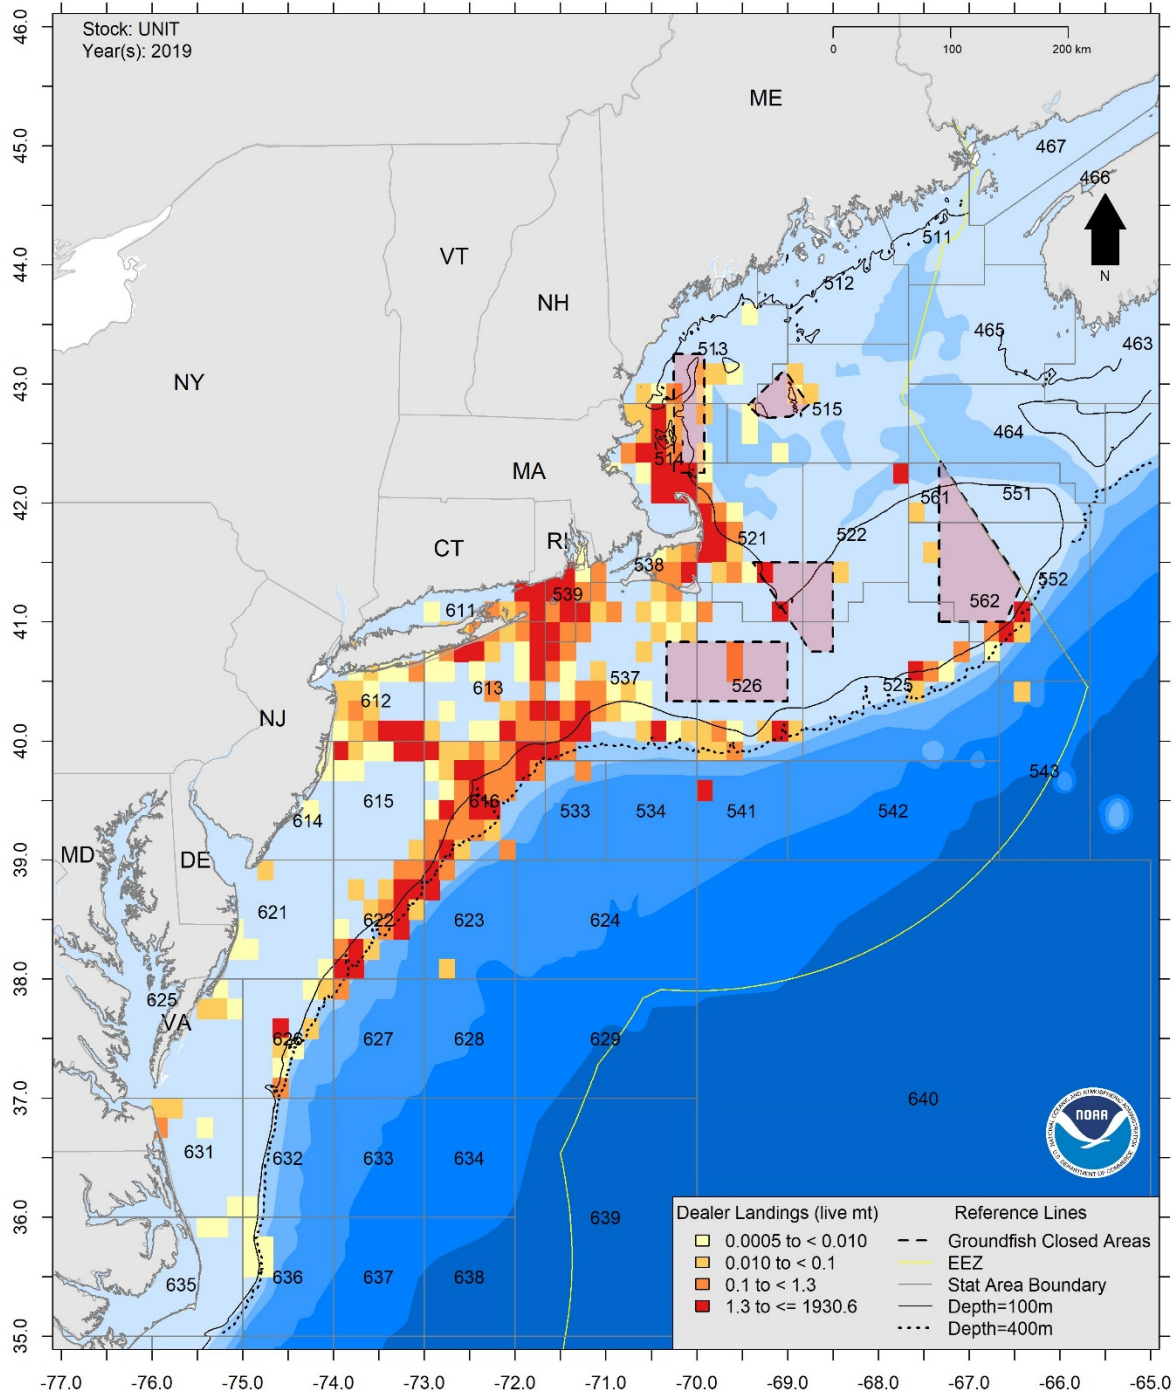 Stock: UNIT
Year(s): 2019
0 100 200 km
46.0
45.0
44.0
43.0
42.0
41.0
40.0
39.0
38.0
37.0
36.0
35.0
ME
467
466
N
511
VT
512
NH
465
463
513
NY
515
464
514
MA
561
551
521
522
RI
CT
538
552
539
562
611
537
526
525
613
612
NJ
543
615
616
533
534
541
542
614
MD
DE
621
622
623
624
625
VA
626
627
628
629
640
NATIONAL OCEANIC AND ATMOSPHERIC ADMINISTRATION
NOAA
U.S. DEPARTMENT OF COMMERCE
631
632
633
634
639
635
636
637
638
Dealer Landings (live mt)
0.0005 to < 0.010
0.010 to < 0.1
0.1 to < 1.3
1.3 to <= 1930.6
Reference Lines
Groundfish Closed Areas
EEZ
Stat Area Boundary
Depth=100m
Depth=400m
-77.0 -76.0 -75.0 -74.0 -73.0 -72.0 -71.0 -70.0 -69.0 -68.0 -67.0 -66.0 -65.0